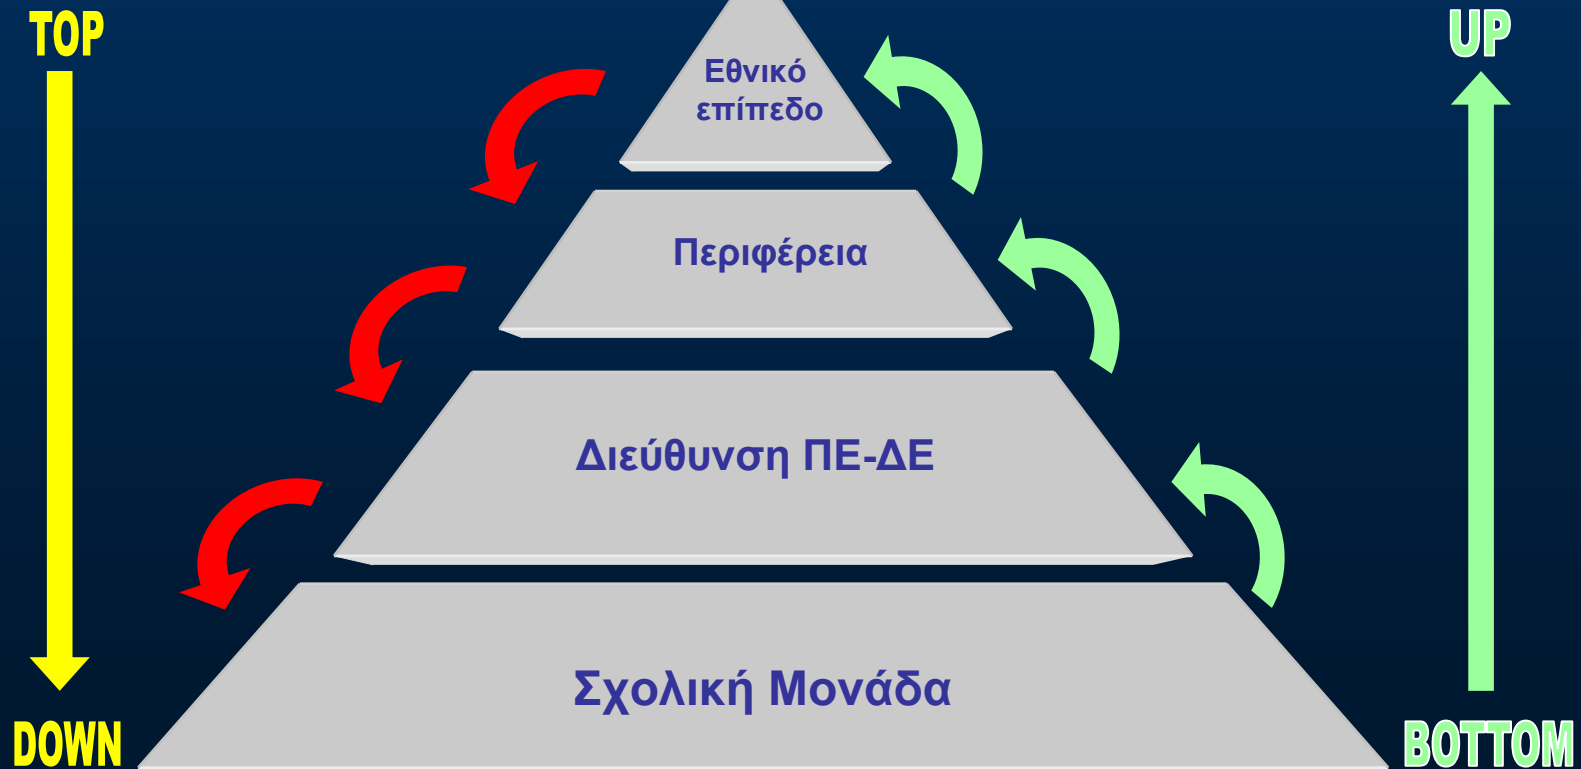 TOP
UP
Εθνικό
επίπεδο
Περιφέρεια
Διεύθυνση ΠΕ-ΔΕ
Σχολική Μονάδα
DOWN
BOTTOM